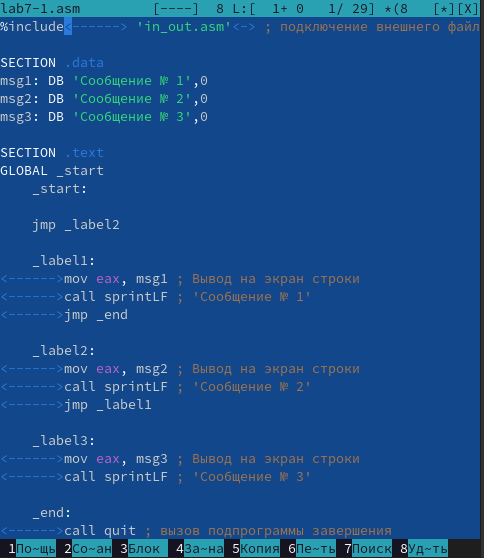 lab7-1.asm [----] 8 L:[ 1+ 0 1/ 29] *(8 [*][X]
%include<------> 'in_out.asm'<-> ; подключение внешнего файл
SECTION .data
msg1: DB 'Сообщение № 1',0
msg2: DB 'Сообщение № 2',0
msg3: DB 'Сообщение № 3',0
SECTION .text
GLOBAL _start
_start:
jmp _label2
_label1:
<------>mov eax, msg1 ; Вывод на экран строки
<------>call sprintLF ; 'Сообщение № 1'
<------>jmp _end
_label2:
<------>mov eax, msg2 ; Вывод на экран строки
<------>call sprintLF ; 'Сообщение № 2'
<------>jmp _label1
_label3:
<------>mov eax, msg3 ; Вывод на экран строки
<------>call sprintLF ; 'Сообщение № 3'
_end:
<------>call quit ; вызов подпрограммы завершения
1По~щь 2Со~ан 3Блок 4За~на 5Копия 6Пе~ть 7Поиск 8Уд~ть